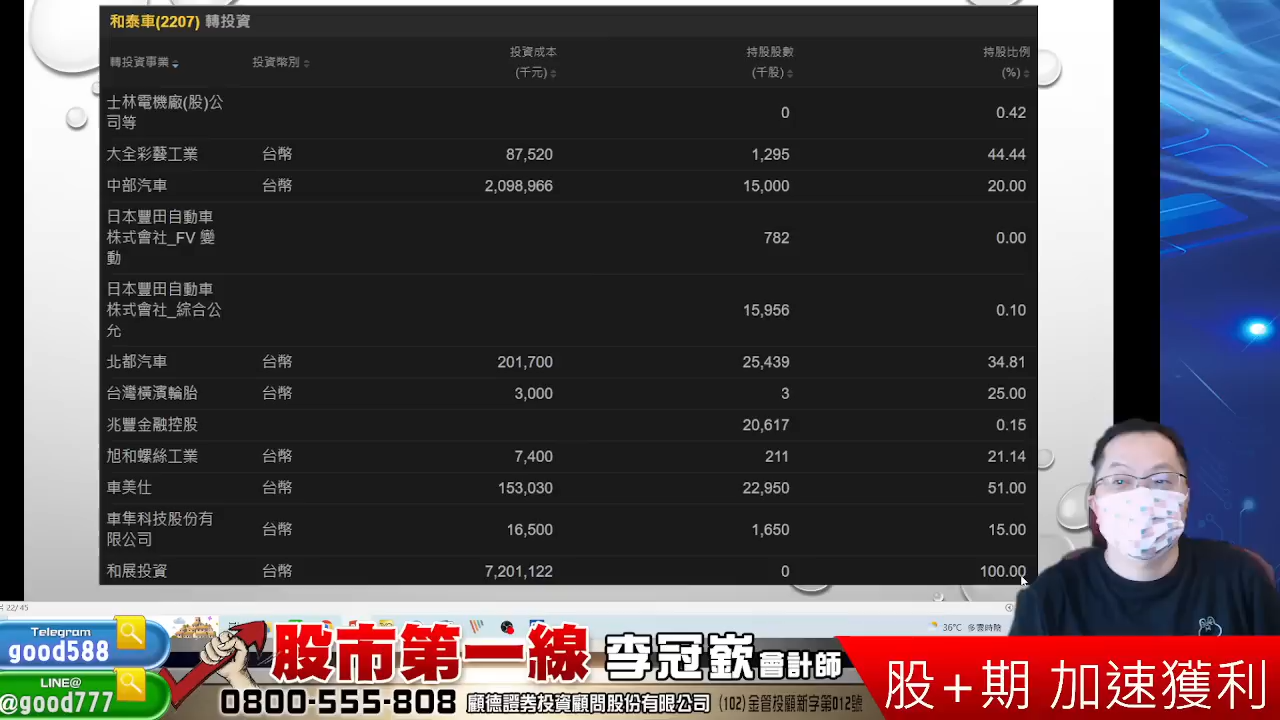 和泰車(2207) 轉投資
轉投資事業 投資幣別 投資成本 持股股數 持股比例
(千元) (千股) (%)
士林電機廠(股)公
司等 0 0.42
大全彩藝工業 台幣 87,520 1,295 44.44
中部汽車 台幣 2,098,966 15,000 20.00
日本豐田自動車
株式會社_FV 變 782 0.00
動
日本豐田自動車
株式會社_綜合公 15,956 0.10
允
北都汽車 台幣 201,700 25,439 34.81
台灣橫濱輪胎 台幣 3,000 3 25.00
兆豐金融控股 20,617 0.15
旭和螺絲工業 台幣 7,400 211 21.14
車美仕 台幣 153,030 22,950 51.00
車隼科技股份有
限公司 台幣 16,500 1,650 15.00
和展投資 台幣 7,201,122 0 100.00
22/45
36°C 多雲時陰
Telegram
good588
LINE@
@good777
股市第一線 李冠嶔會計師
0800-555-808 顧德證券投資顧問股份有限公司 (102)金管投顧新字第012號
股+期 加速獲利